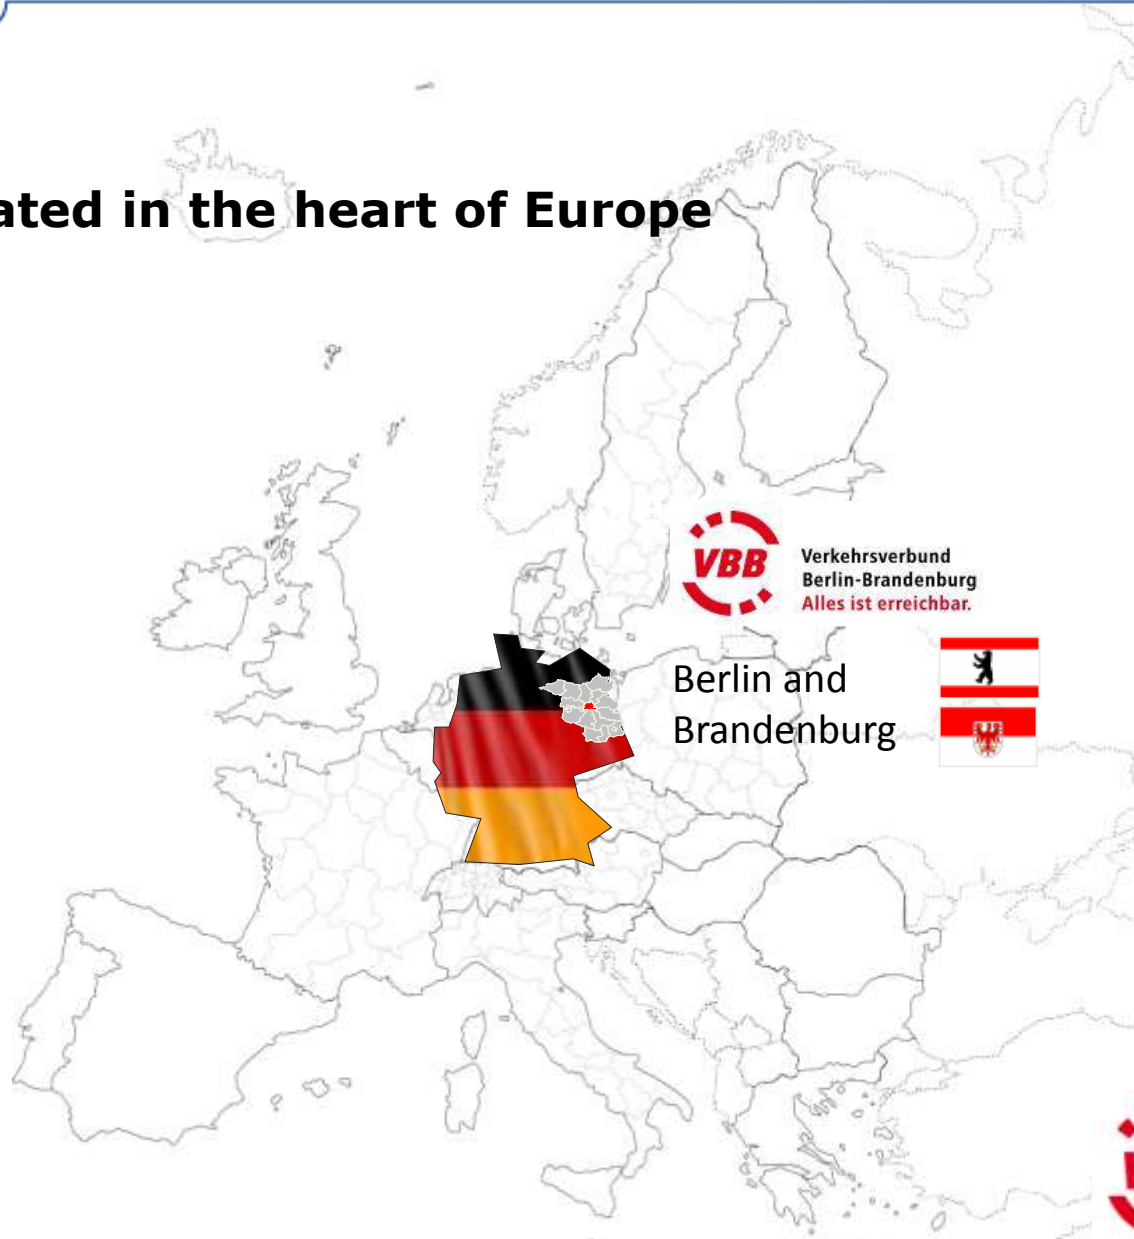 ated in the heart of Europe
VBB
Verkehrsverbund
Berlin-Brandenburg
Alles ist erreichbar.
Berlin and
Brandenburg